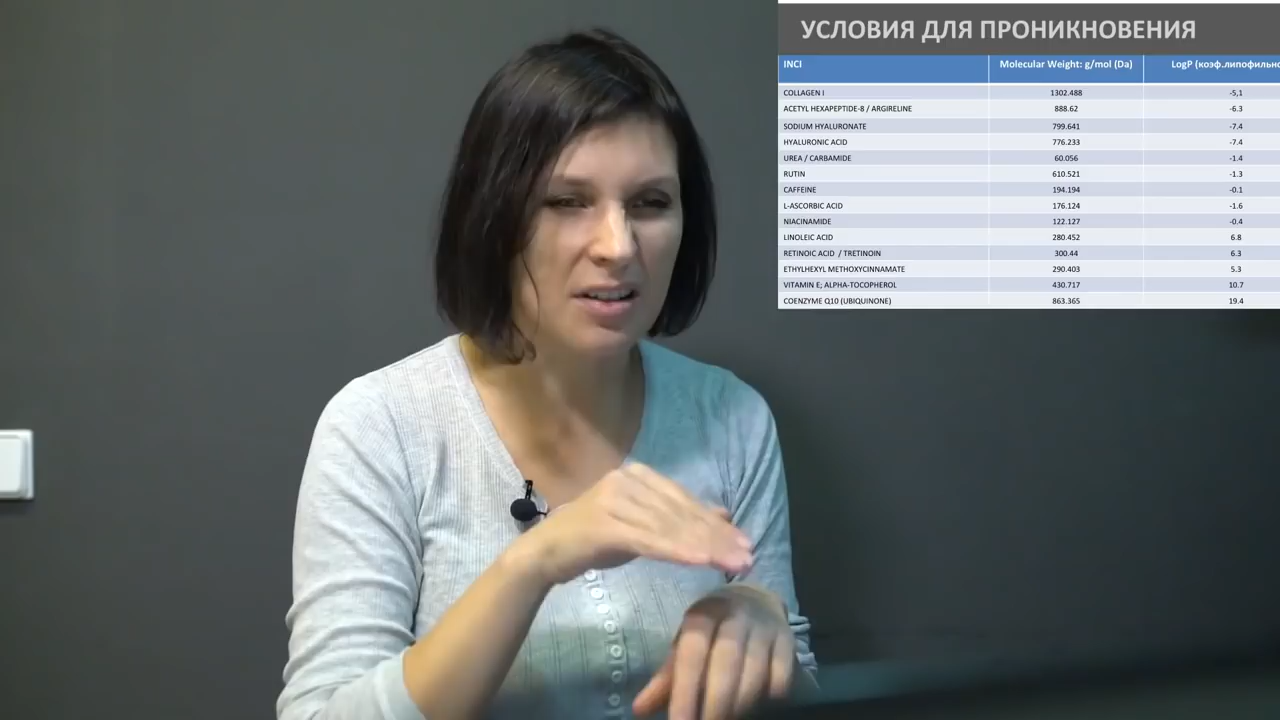 УСЛОВИЯ ДЛЯ ПРОНИКНОВЕНИЯ
INCI Molecular Weight: g/mol (Da) LogP (коэф.липофильно
COLLAGEN I 1302.488 -5,1
ACETYL HEXAPEPTIDE-8 / ARGIRELINE 888.62 -6.3
SODIUM HYALURONATE 799.641 -7.4
HYALURONIC ACID 776.233 -7.4
UREA / CARBAMIDE 60.056 -1.4
RUTIN 610.521 -1.3
CAFFEINE 194.194 -0.1
L-ASCORBIC ACID 176.124 -1.6
NIACINAMIDE 122.127 -0.4
LINOLEIC ACID 280.452 6.8
RETINOIC ACID / TRETINOIN 300.44 6.3
ETHYLHEXYL METHOXYCINNAMATE 290.403 5.3
VITAMIN E; ALPHA-TOCOPHEROL 430.717 10.7
COENZYME Q10 (UBIQUINONE) 863.365 19.4